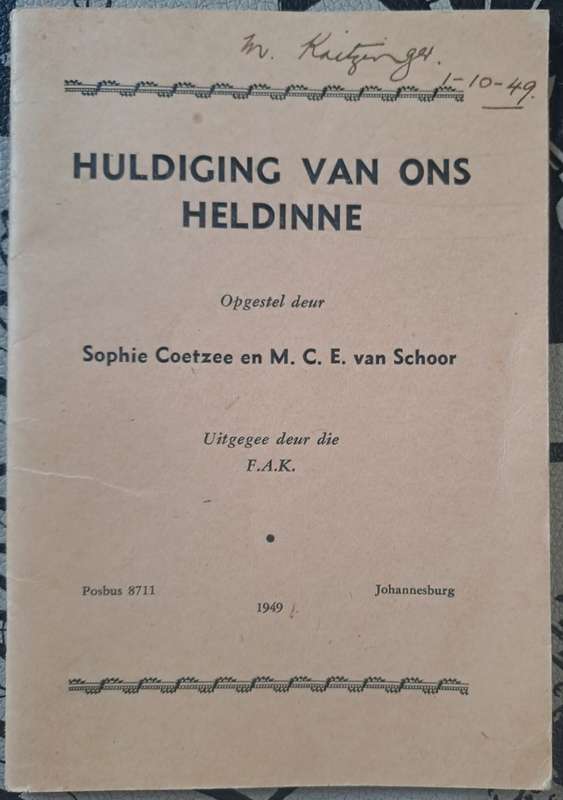 M. Kritzinger.
1-10-49.
HULDIGING VAN ONS
HELDINNE
Opgestel deur
Sophie Coetzee en M. C. E. van Schoor
Uitgegee deur die
F.A.K.
Posbus 8711 Johannesburg
1949